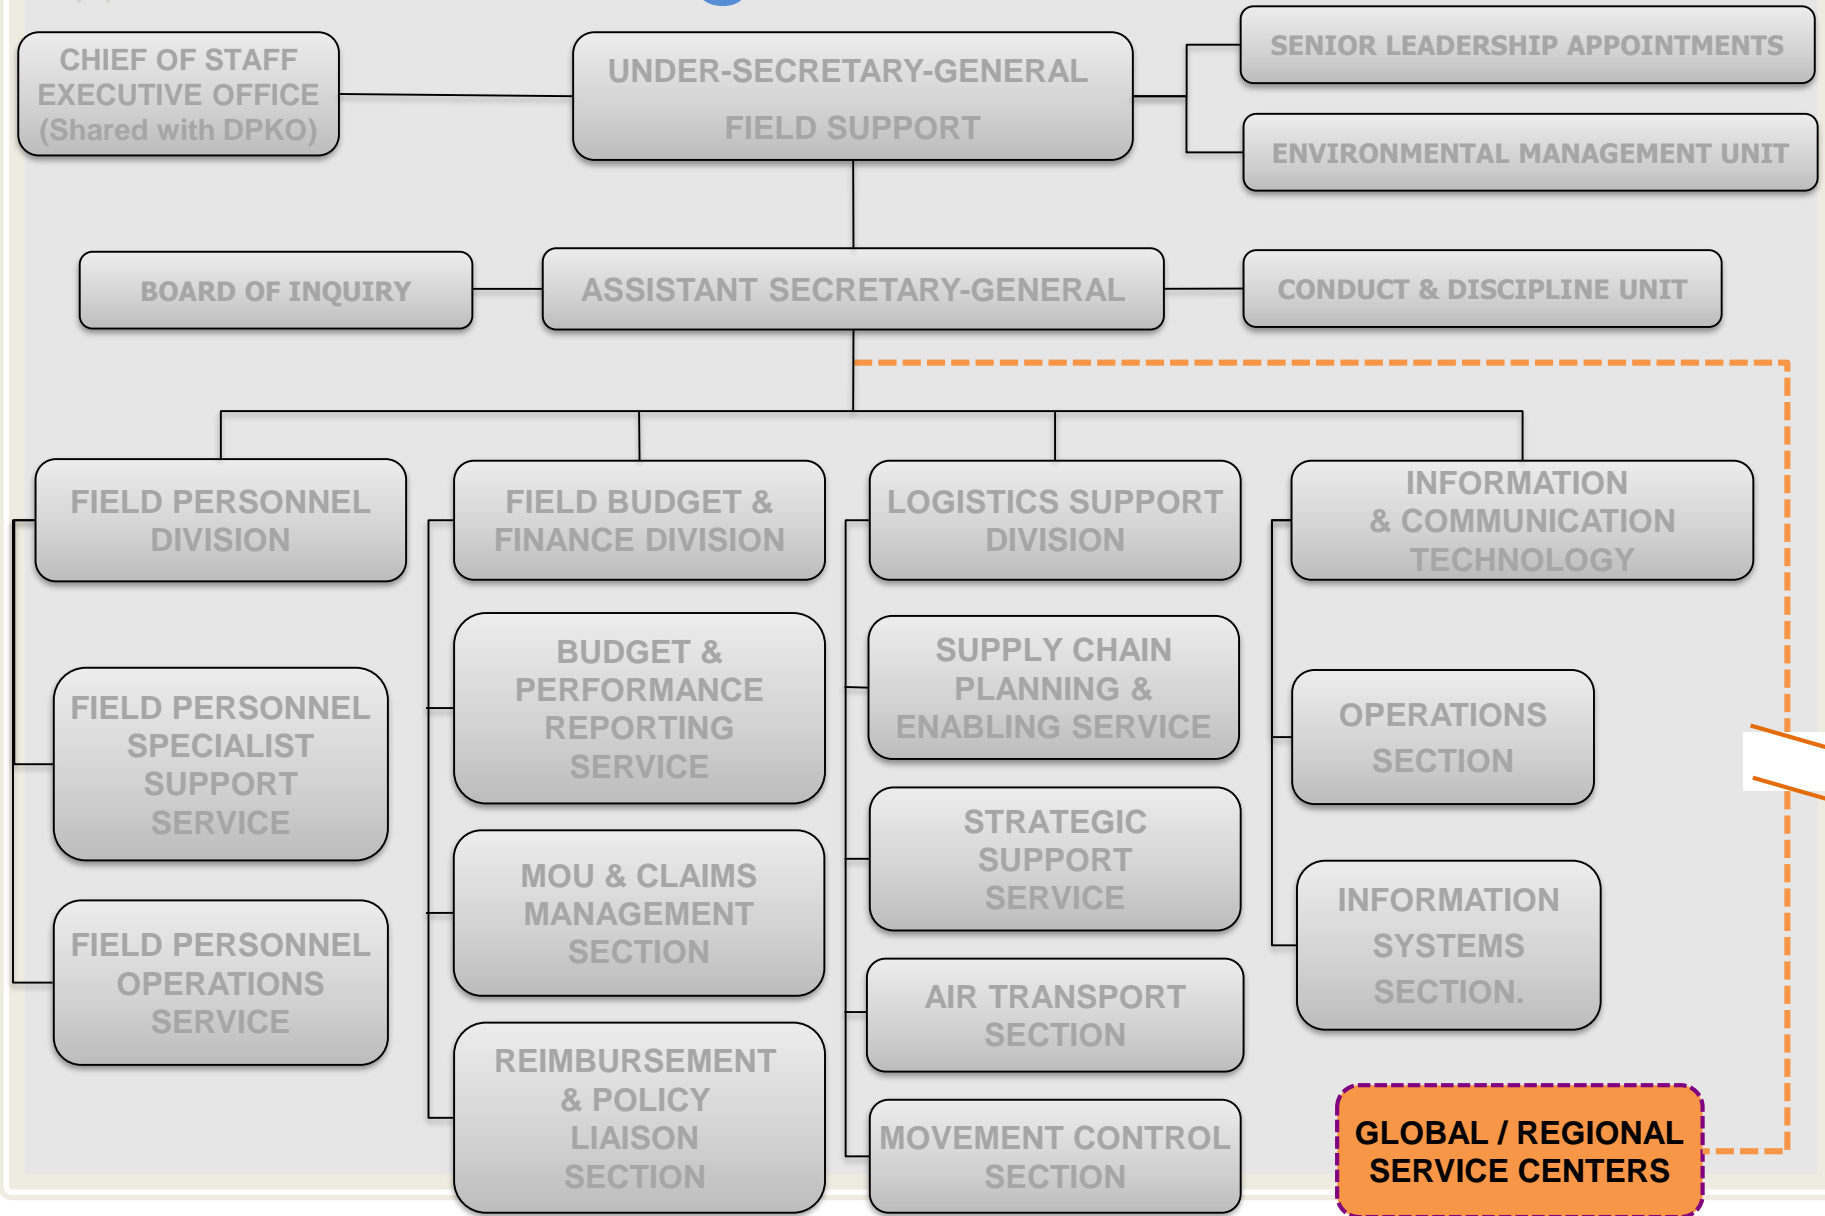 CHIEF OF STAFF
EXECUTIVE OFFICE
(Shared with DPKO)
UNDER-SECRETARY-GENERAL
FIELD SUPPORT
SENIOR LEADERSHIP APPOINTMENTS
ENVIRONMENTAL MANAGEMENT UNIT
BOARD OF INQUIRY
ASSISTANT SECRETARY-GENERAL
CONDUCT & DISCIPLINE UNIT
FIELD PERSONNEL
DIVISION
FIELD BUDGET &
FINANCE DIVISION
LOGISTICS SUPPORT
DIVISION
INFORMATION
& COMMUNICATION
TECHNOLOGY
FIELD PERSONNEL
SPECIALIST
SUPPORT
SERVICE
FIELD PERSONNEL
OPERATIONS
SERVICE
BUDGET &
PERFORMANCE
REPORTING
SERVICE
MOU & CLAIMS
MANAGEMENT
SECTION
REIMBURSEMENT
& POLICY
LIAISON
SECTION
SUPPLY CHAIN
PLANNING &
ENABLING SERVICE
STRATEGIC
SUPPORT
SERVICE
AIR TRANSPORT
SECTION
MOVEMENT CONTROL
SECTION
OPERATIONS
SECTION
INFORMATION
SYSTEMS
SECTION.
GLOBAL / REGIONAL
SERVICE CENTERS